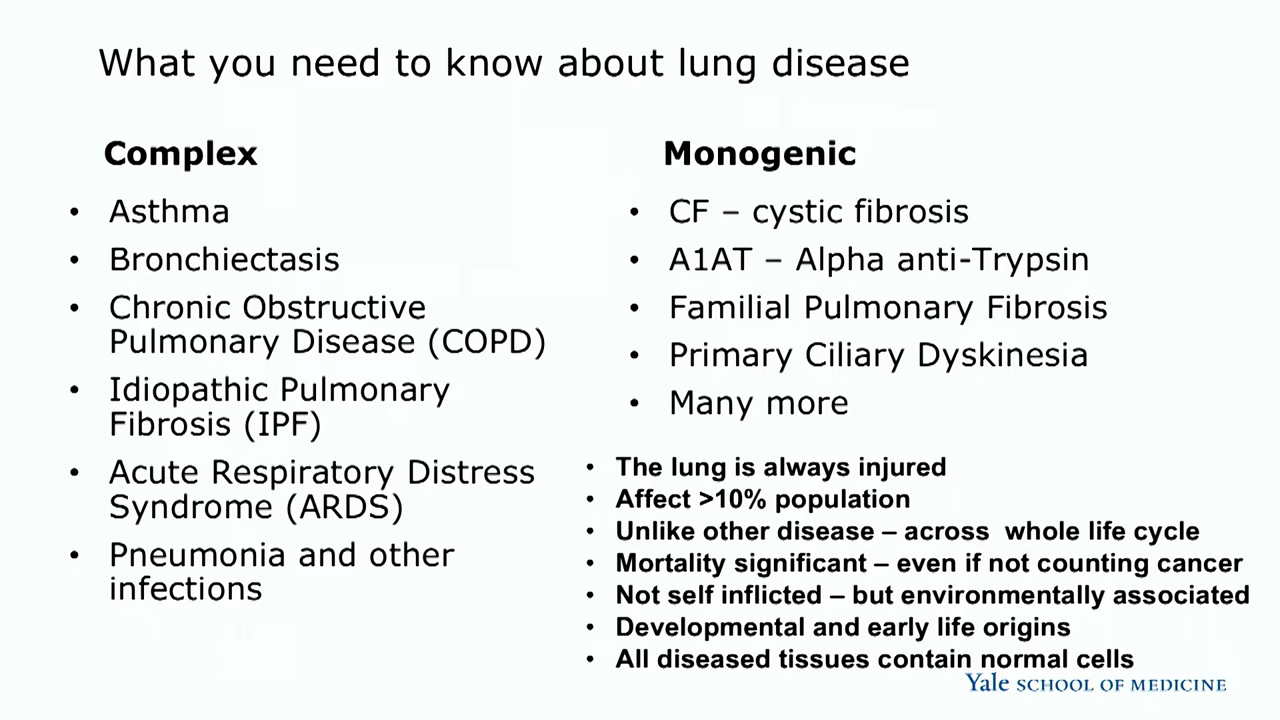 What you need to know about lung disease
Complex
• Asthma
• Bronchiectasis
• Chronic Obstructive
Pulmonary Disease (COPD)
• Idiopathic Pulmonary
Fibrosis (IPF)
• Acute Respiratory Distress
Syndrome (ARDS)
• Pneumonia and other
infections
Monogenic
• CF – cystic fibrosis
• A1AT – Alpha anti-Trypsin
• Familial Pulmonary Fibrosis
• Primary Ciliary Dyskinesia
• Many more
• The lung is always injured
• Affect >10% population
• Unlike other disease – across  whole life cycle
• Mortality significant – even if not counting cancer
• Not self inflicted – but environmentally associated
• Developmental and early life origins
• All diseased tissues contain normal cells
Yale SCHOOL OF MEDICINE